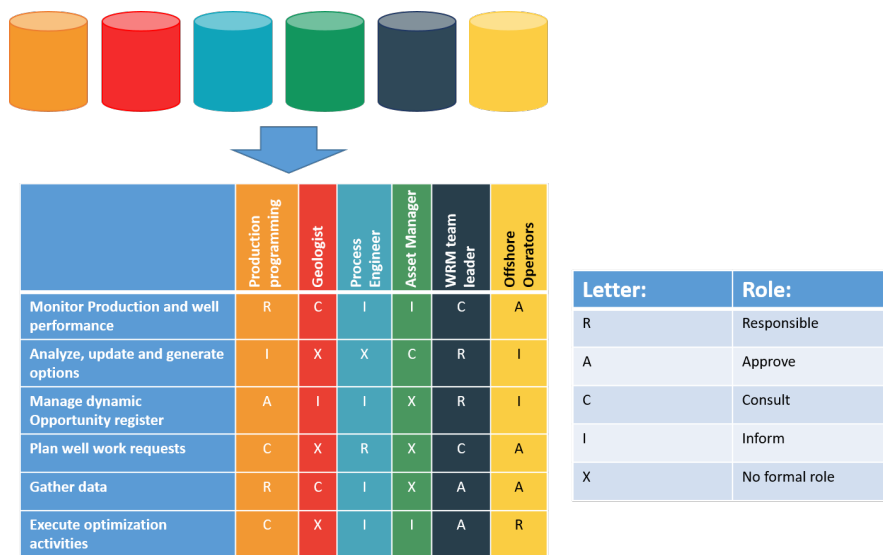 Production programming
Geologist
Process Engineer
Asset Manager
WRM team leader
Offshore Operators
Monitor Production and well performance
R C I I C A
Analyze, update and generate options
I X X C R I
Manage dynamic Opportunity register
A I I X R I
Plan well work requests
C X R X C A
Gather data
R C I X A A
Execute optimization activities
C X I I A R
Letter: Role:
R Responsible
A Approve
C Consult
I Inform
X No formal role